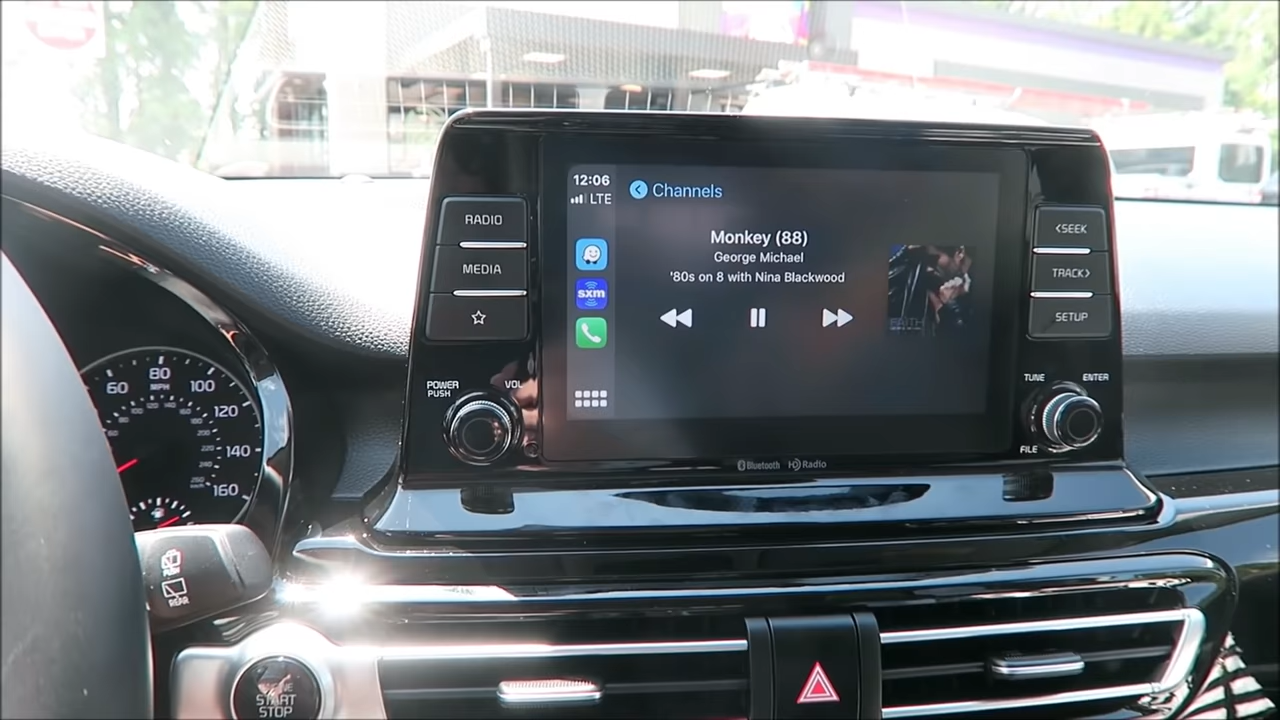 RADIO
MEDIA
POWER
PUSH
VOL
12:06
LTE
Channels
Monkey (88)
George Michael
'80s on 8 with Nina Blackwood
sxm
FAITH
Bluetooth
HD Radio
<SEEK
TRACK>
SETUP
TUNE
ENTER
FILE
60
80
MPH
100
120
140
160
PUSH
REAR
START
STOP